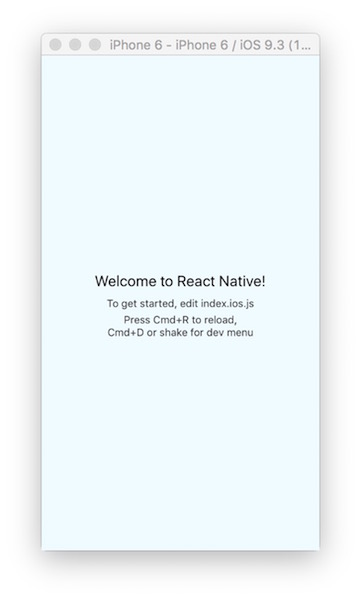 iPhone 6 - iPhone 6 / iOS 9.3 (1...
Welcome to React Native!
To get started, edit index.ios.js
Press Cmd+R to reload,
Cmd+D or shake for dev menu